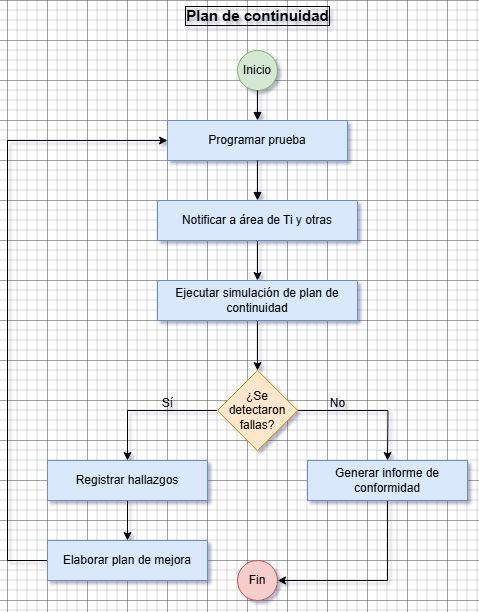 Plan de continuidad
Inicio
Programar prueba
Notificar a área de Ti y otras
Ejecutar simulación de plan de
continuidad
¿Se
detectaron
fallas?
Sí
No
Registrar hallazgos
Generar informe de
conformidad
Elaborar plan de mejora
Fin